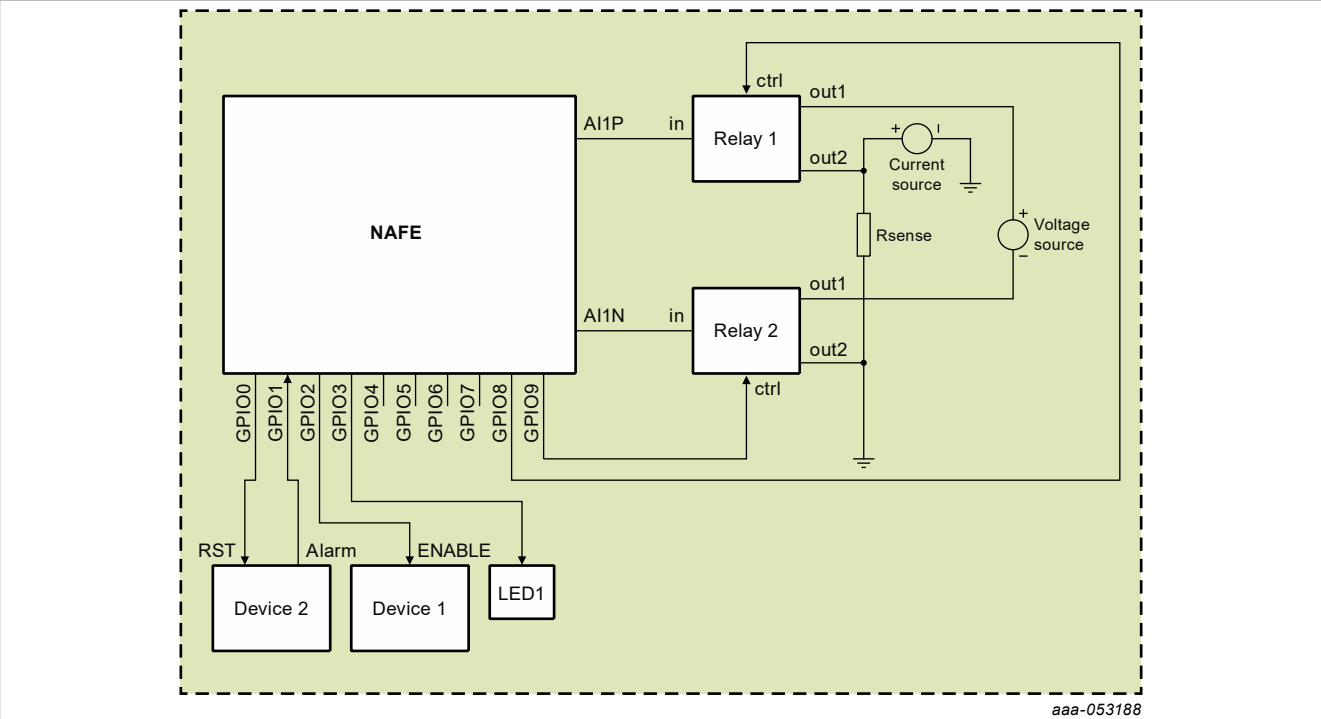 ctrl
out1
AI1P
in
Relay 1
+
I
out2
Current
source
NAFE
Rsense
+
Voltage
source
−
out1
AI1N
in
Relay 2
out2
ctrl
GPIO0
GPIO1
GPIO2
GPIO3
GPIO4
GPIO5
GPIO6
GPIO7
GPIO8
GPIO9
RST
Alarm
ENABLE
Device 2
Device 1
LED1
aaa-053188